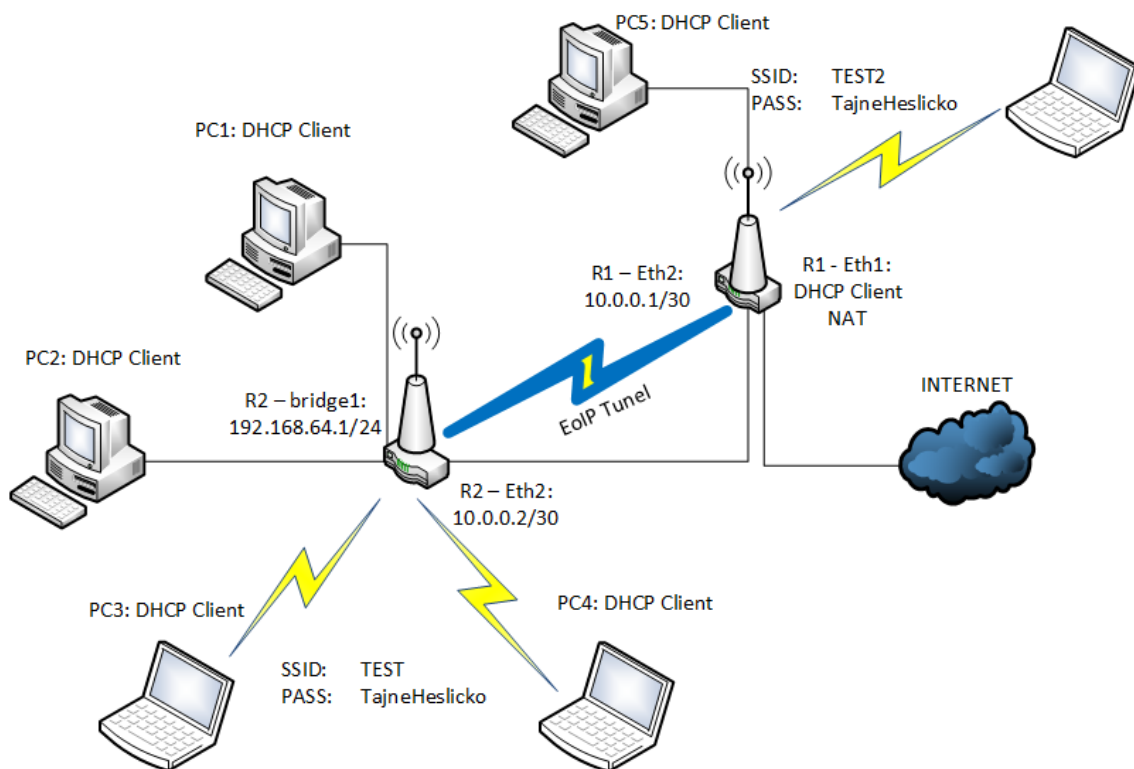 PC5: DHCP Client
SSID: TEST2
PASS: TajneHeslicko
PC1: DHCP Client
R1 – Eth2:
10.0.0.1/30
R1 - Eth1:
DHCP Client
NAT
PC2: DHCP Client
R2 – bridge1:
192.168.64.1/24
EoIP Tunel
INTERNET
R2 – Eth2:
10.0.0.2/30
PC3: DHCP Client
PC4: DHCP Client
SSID: TEST
PASS: TajneHeslicko